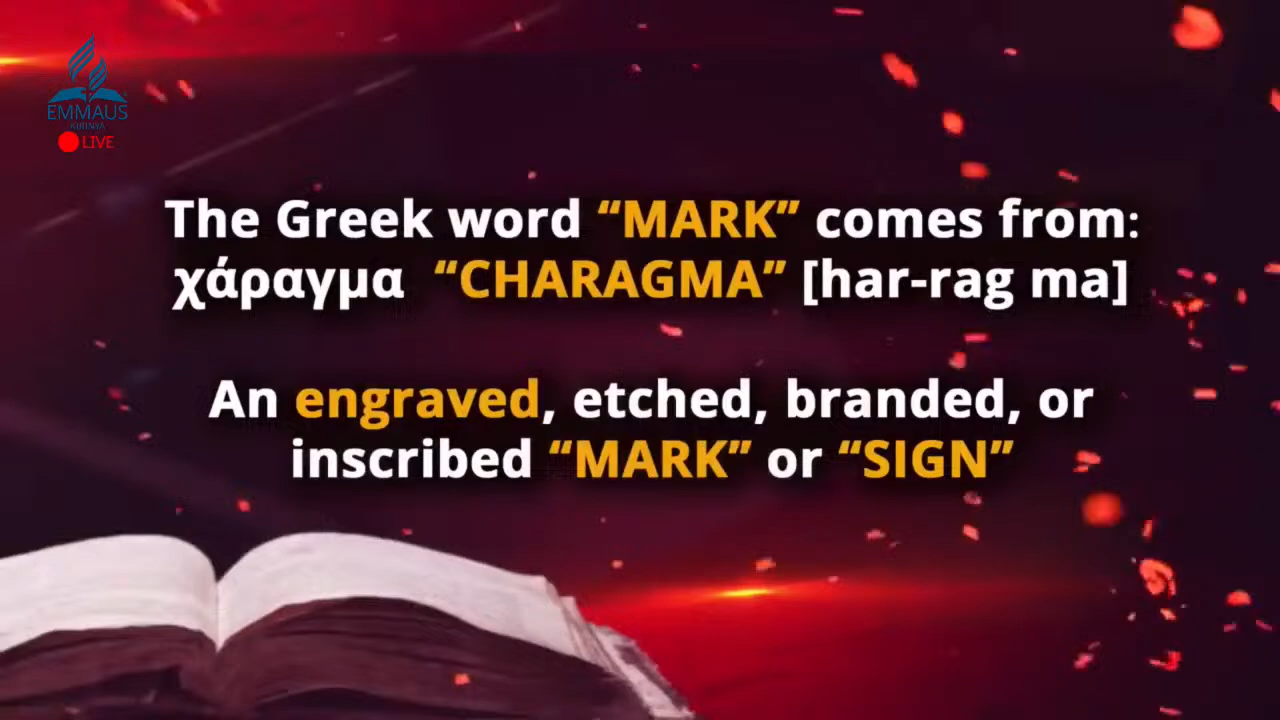 EMMAUS
KIRINYA
LIVE
The Greek word “MARK” comes from:
χάραγμα “CHARAGMA” [har-rag ma]
An engraved, etched, branded, or
inscribed “MARK” or “SIGN”